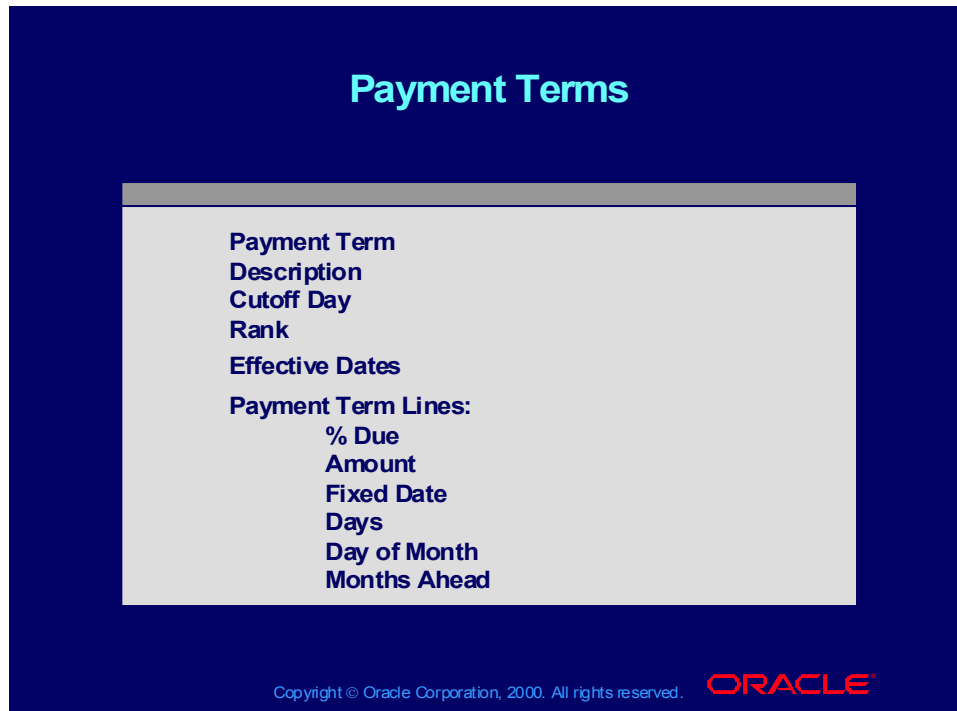 Payment Terms
Payment Term
Description
Cutoff Day
Rank
Effective Dates
Payment Term Lines:
% Due
Amount
Fixed Date
Days
Day of Month
Months Ahead
Copyright © Oracle Corporation, 2000. All rights reserved.
ORACLE®